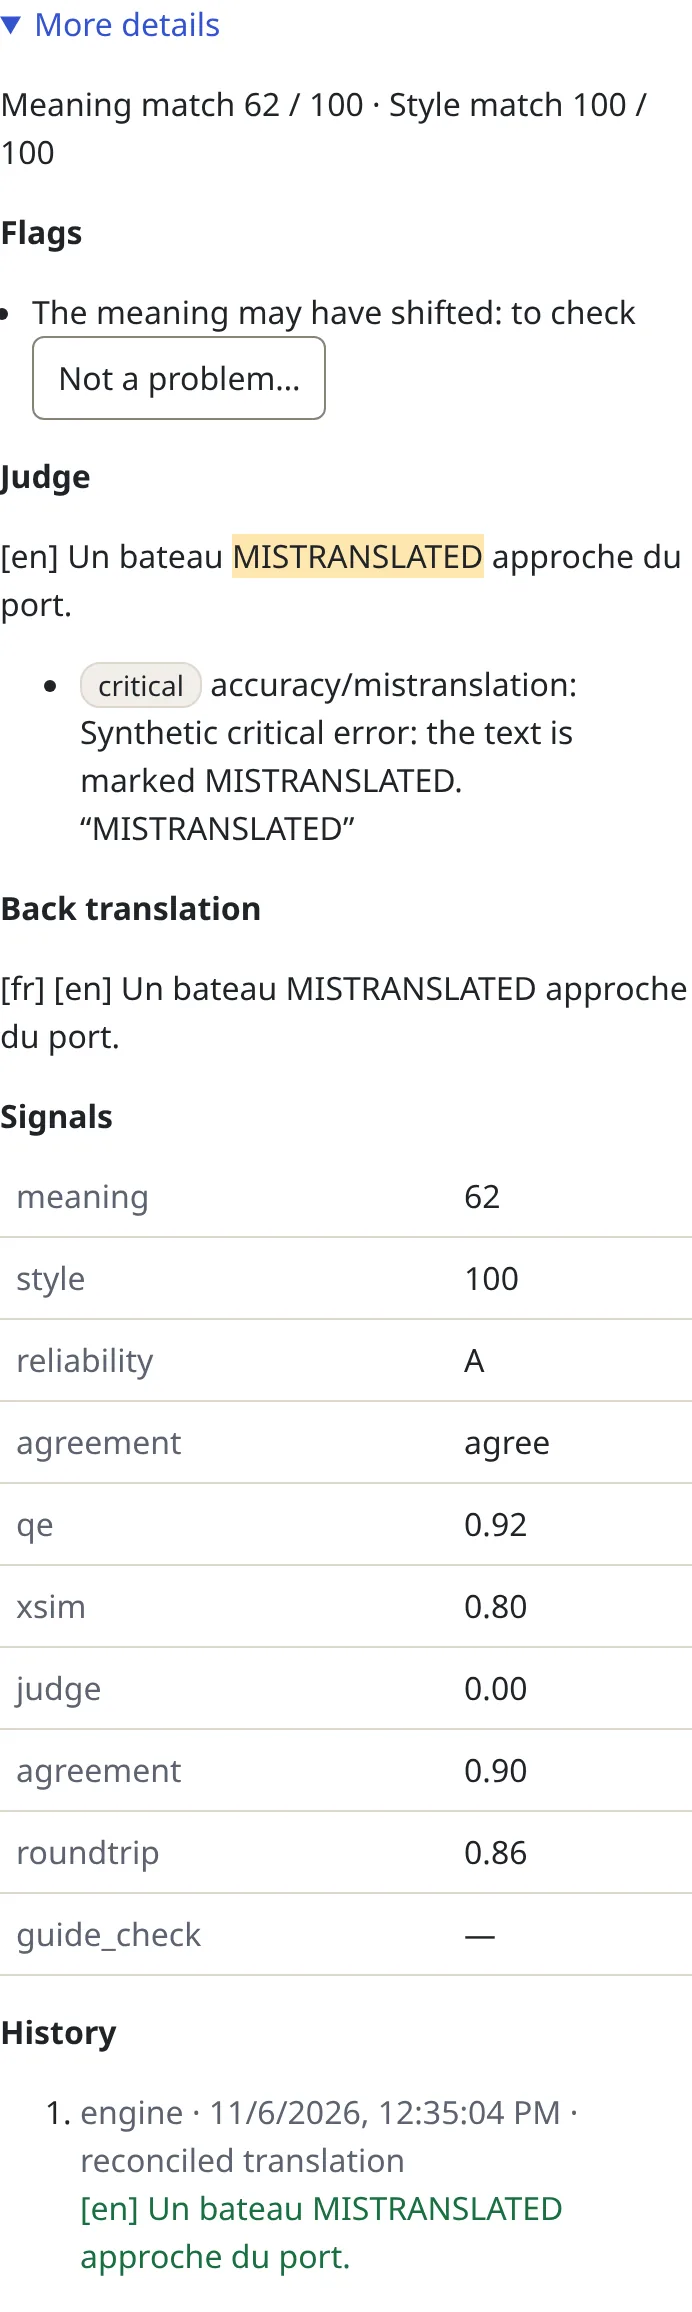 ▼ More details
Meaning match 62 / 100 · Style match 100 /
100
Flags
• The meaning may have shifted: to check
Not a problem...
Judge
[en] Un bateau MISTRANSLATED approche du
port.
• critical accuracy/mistranslation:
Synthetic critical error: the text is
marked MISTRANSLATED.
“MISTRANSLATED”
Back translation
[fr] [en] Un bateau MISTRANSLATED approche
du port.
Signals
meaning 62
style 100
reliability A
agreement agree
qe 0.92
xsim 0.80
judge 0.00
agreement 0.90
roundtrip 0.86
guide_check —
History
1. engine · 11/6/2026, 12:35:04 PM ·
reconciled translation
[en] Un bateau MISTRANSLATED
approche du port.